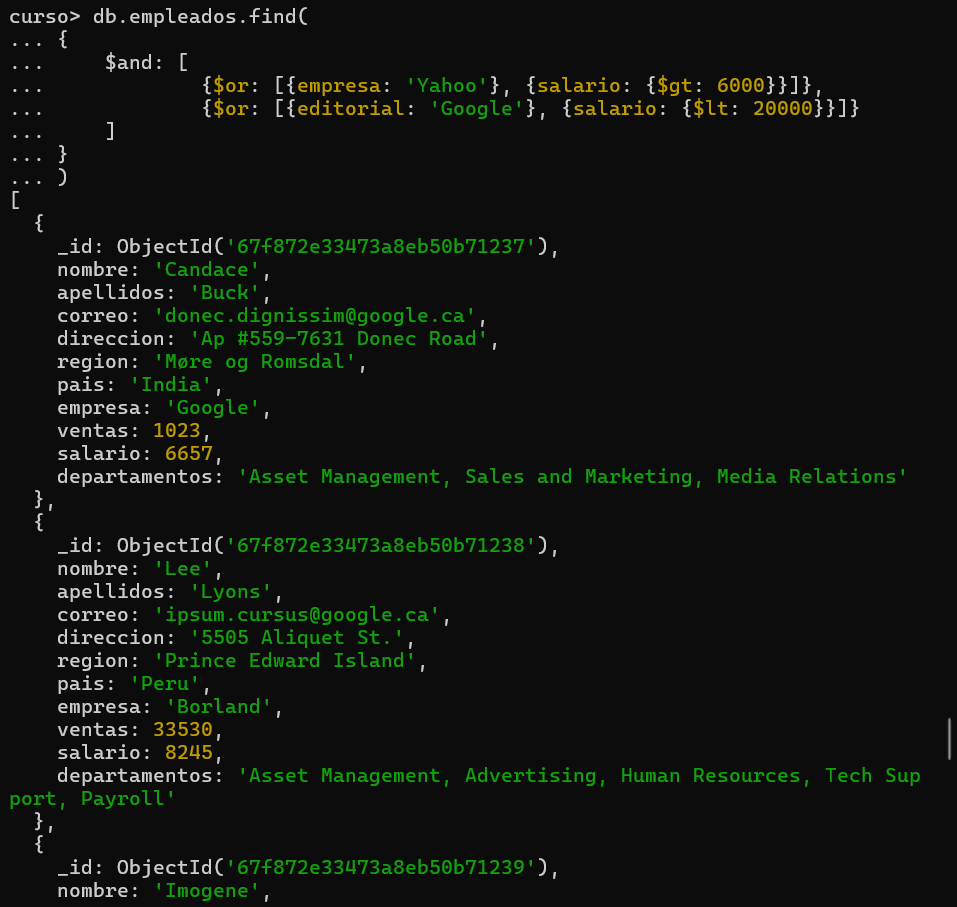 curso> db.empleados.find(
... {
...     $and: [
...             {$or: [{empresa: 'Yahoo'}, {salario: {$gt: 6000}}]},
...             {$or: [{editorial: 'Google'}, {salario: {$lt: 20000}}]}
...     ]
... }
... )
[
  {
    _id: ObjectId('67f872e33473a8eb50b71237'),
    nombre: 'Candace',
    apellidos: 'Buck',
    correo: 'donec.dignissim@google.ca',
    direccion: 'Ap #559-7631 Donec Road',
    region: 'Møre og Romsdal',
    pais: 'India',
    empresa: 'Google',
    ventas: 1023,
    salario: 6657,
    departamentos: 'Asset Management, Sales and Marketing, Media Relations'
  },
  {
    _id: ObjectId('67f872e33473a8eb50b71238'),
    nombre: 'Lee',
    apellidos: 'Lyons',
    correo: 'ipsum.cursus@google.ca',
    direccion: '5505 Aliquet St.',
    region: 'Prince Edward Island',
    pais: 'Peru',
    empresa: 'Borland',
    ventas: 33530,
    salario: 8245,
    departamentos: 'Asset Management, Advertising, Human Resources, Tech Sup
port, Payroll'
  },
  {
    _id: ObjectId('67f872e33473a8eb50b71239'),
    nombre: 'Imogene',